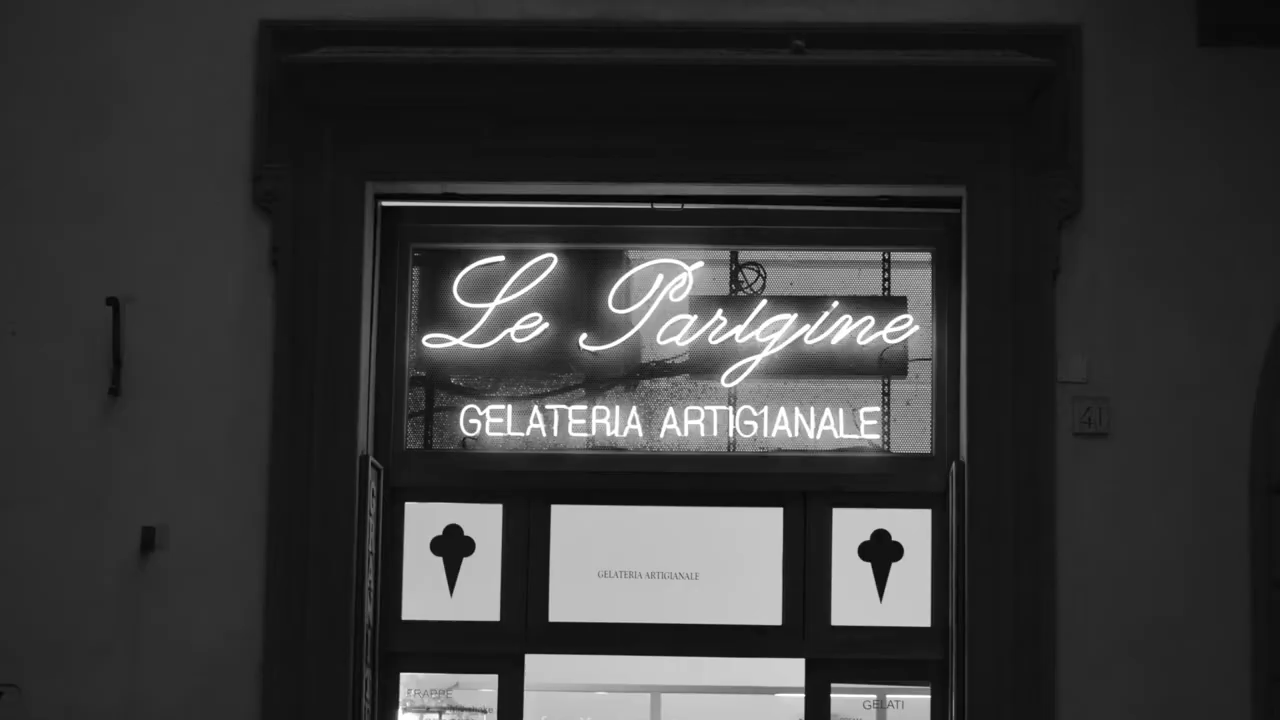 Le Parigine
GELATERIA ARTIGIANALE
41
GELATERIA ARTIGIANALE
FRAPPE
GELATI